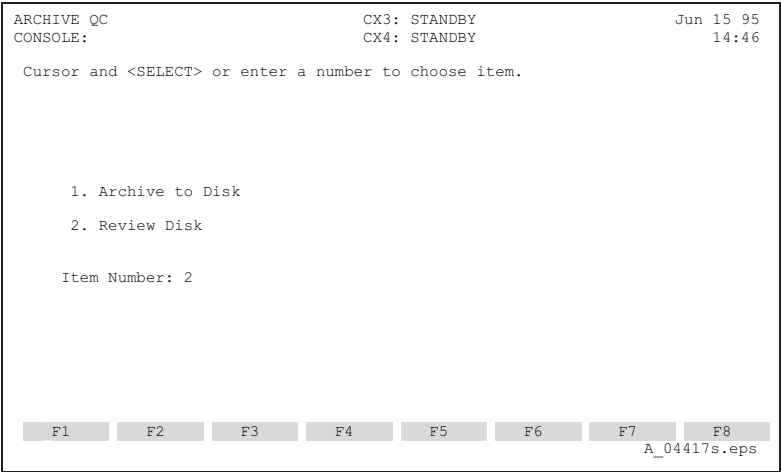 ARCHIVE QC CX3: STANDBY Jun 15 95
CONSOLE: CX4: STANDBY 14:46
Cursor and <SELECT> or enter a number to choose item.
1. Archive to Disk
2. Review Disk
Item Number: 2
F1 F2 F3 F4 F5 F6 F7 F8
A_04417s.eps